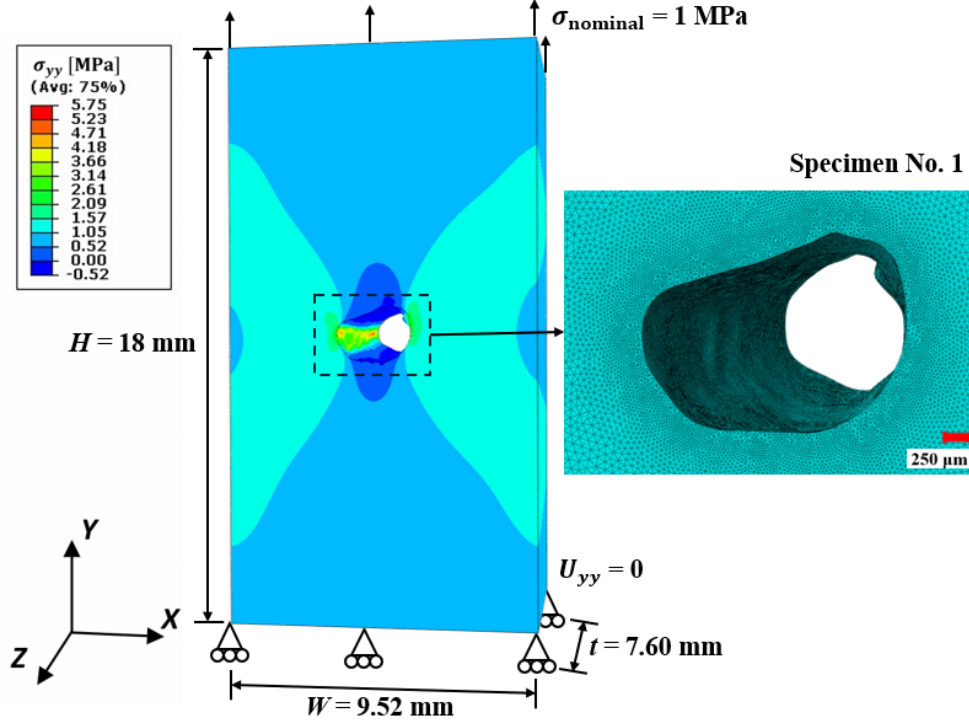 σnominal = 1 MPa
σyy [MPa]
(Avg: 75%)
5.75
5.23
4.71
4.18
3.66
3.14
2.61
2.09
1.57
1.05
0.52
0.00
-0.52
Specimen No. 1
H = 18 mm
250 μm
Y
X
Z
Uyy = 0
t = 7.60 mm
W = 9.52 mm